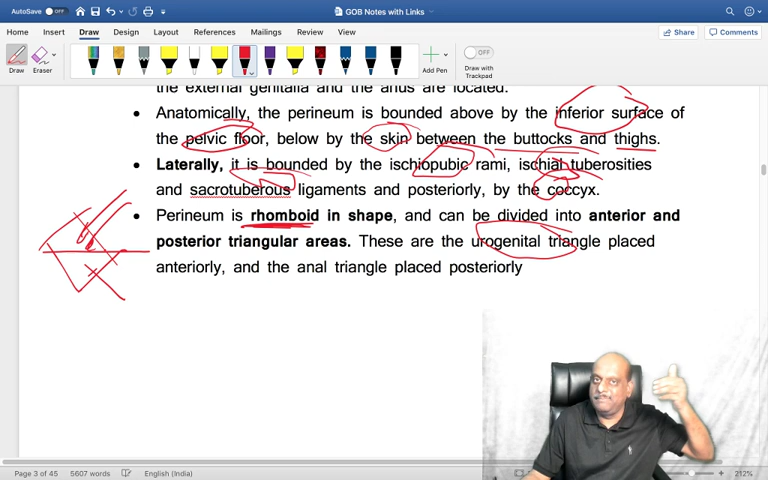 AutoSave OFF GOB Notes with Links
Home Insert Draw Design Layout References Mailings Review View Share Comments
Draw Eraser Add Pen OFF Draw with
Trackpad
the external genitalia and the anus are located.
• Anatomically, the perineum is bounded above by the inferior surface of
the pelvic floor, below by the skin between the buttocks and thighs.
• Laterally, it is bounded by the ischiopubic rami, ischial tuberosities
and sacrotuberous ligaments and posteriorly, by the coccyx.
• Perineum is rhomboid in shape, and can be divided into anterior and
posterior triangular areas. These are the urogenital triangle placed
anteriorly, and the anal triangle placed posteriorly
Page 3 of 45 5607 words English (India) 212%